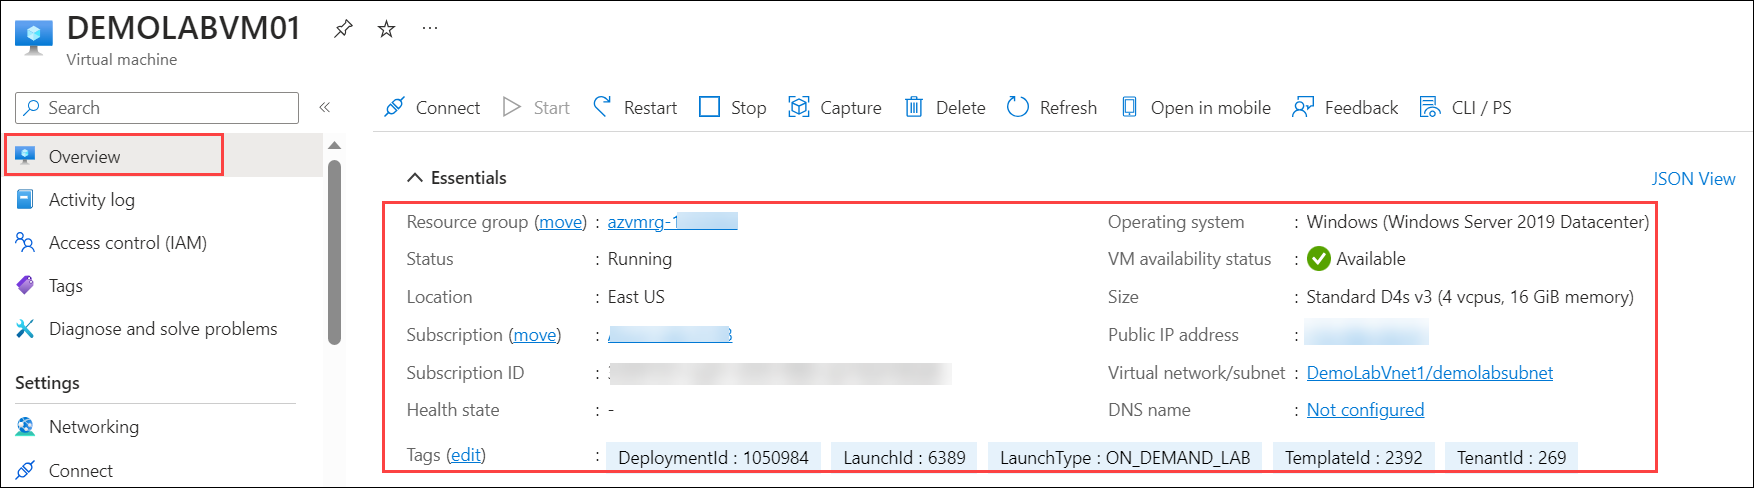 DEMOLABVM01
Virtual machine
Search
«
Connect
Start
Restart
Stop
Capture
Delete
Refresh
Open in mobile
Feedback
CLI / PS
Overview
Activity log
Access control (IAM)
Tags
Diagnose and solve problems
Settings
Networking
Connect
Essentials
JSON View
Resource group (move) : azvmrg-1
Status : Running
Location : East US
Subscription (move) :
Subscription ID :
Health state : -
Operating system : Windows (Windows Server 2019 Datacenter)
VM availability status : Available
Size : Standard D4s v3 (4 vcpus, 16 GiB memory)
Public IP address :
Virtual network/subnet : DemoLabVnet1/demolabsubnet
DNS name : Not configured
Tags (edit) : DeploymentId : 1050984 LaunchId : 6389 LaunchType : ON_DEMAND_LAB TemplateId : 2392 TenantId : 269